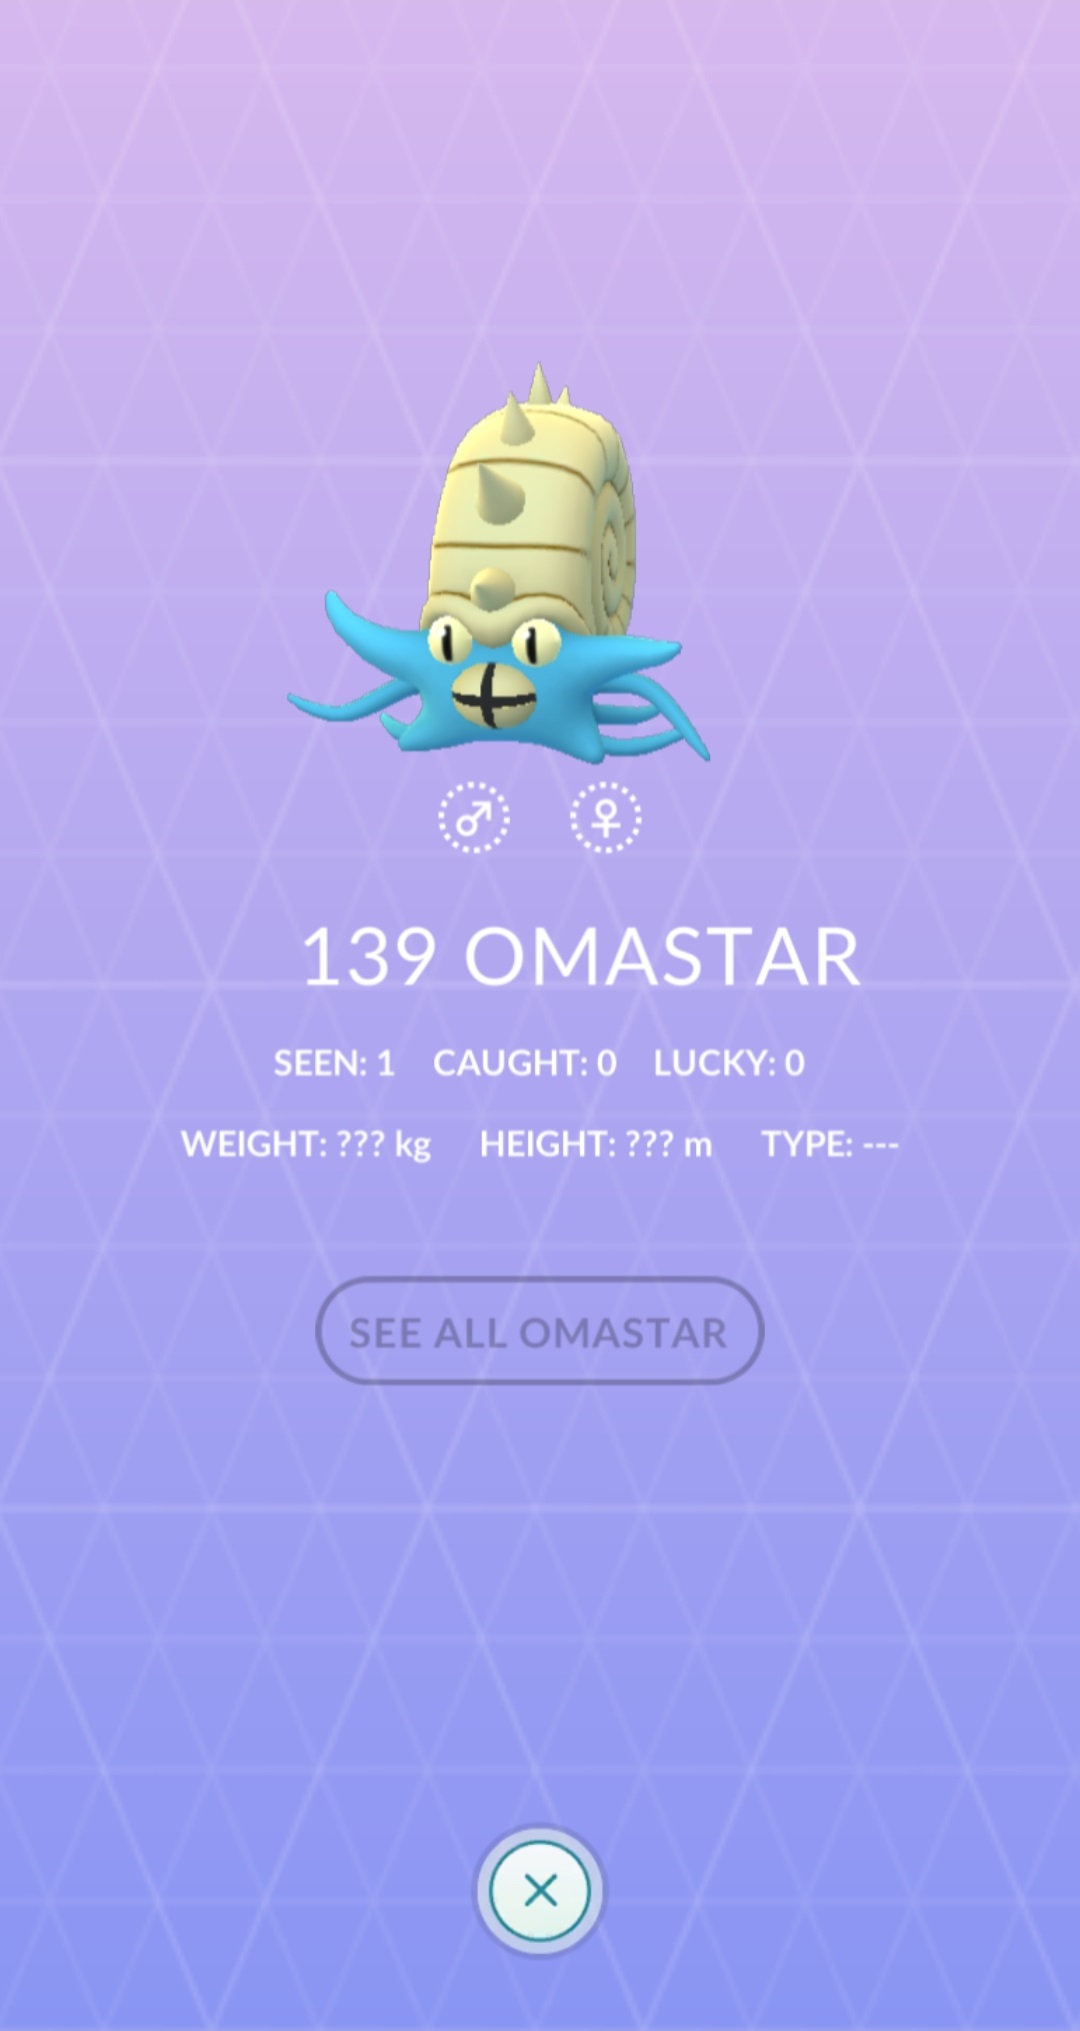 139 OMASTAR
SEEN: 1 CAUGHT: 0 LUCKY: 0
WEIGHT: ??? kg HEIGHT: ??? m TYPE: ---
SEE ALL OMASTAR